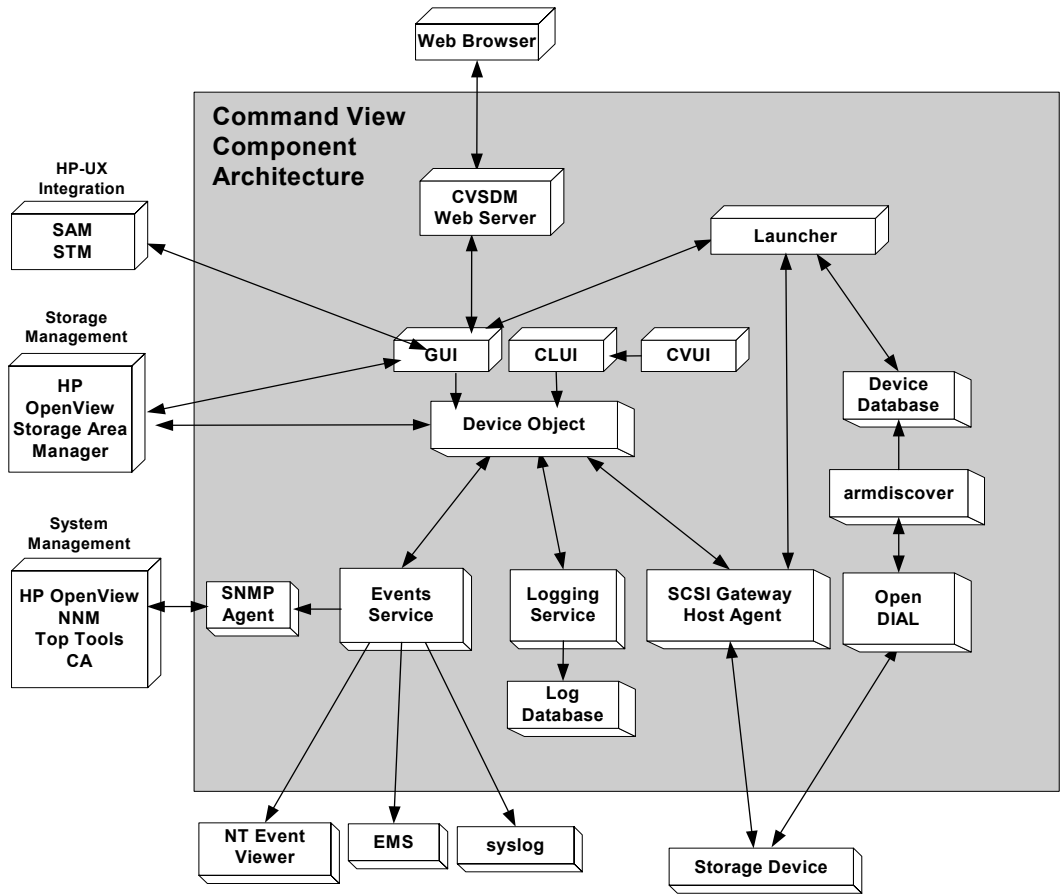 Web Browser
Command View
Component
Architecture
HP-UX
Integration
SAM
STM
CVSDM
Web Server
Launcher
Storage
Management
HP
OpenView
Storage Area
Manager
GUI
CLUI
CVUI
Device
Database
Device Object
armdiscover
System
Management
HP OpenView
NNM
Top Tools
CA
SNMP
Agent
Events
Service
Logging
Service
SCSI Gateway
Host Agent
Open
DIAL
Log
Database
NT Event
Viewer
EMS
syslog
Storage Device